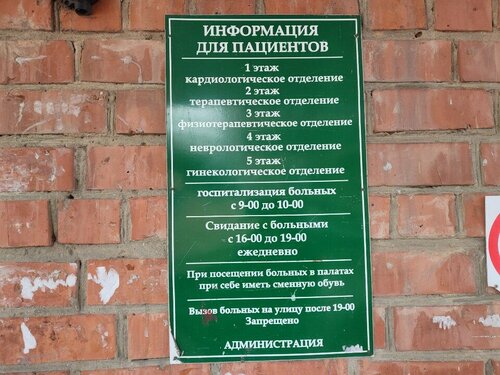 ИНФОРМАЦИЯ
ДЛЯ ПАЦИЕНТОВ
1 этаж
кардиологическое отделение
2 этаж
терапевтическое отделение
3 этаж
физиотерапевтическое отделение
4 этаж
неврологическое отделение
5 этаж
гинекологическое отделение
госпитализация больных
с 9-00 до 10-00
Свидание с больными
с 16-00 до 19-00
ежедневно
При посещении больных в палатах
при себе иметь сменную обувь
Вызов больных на улицу после 19-00
Запрещено
АДМИНИСТРАЦИЯ